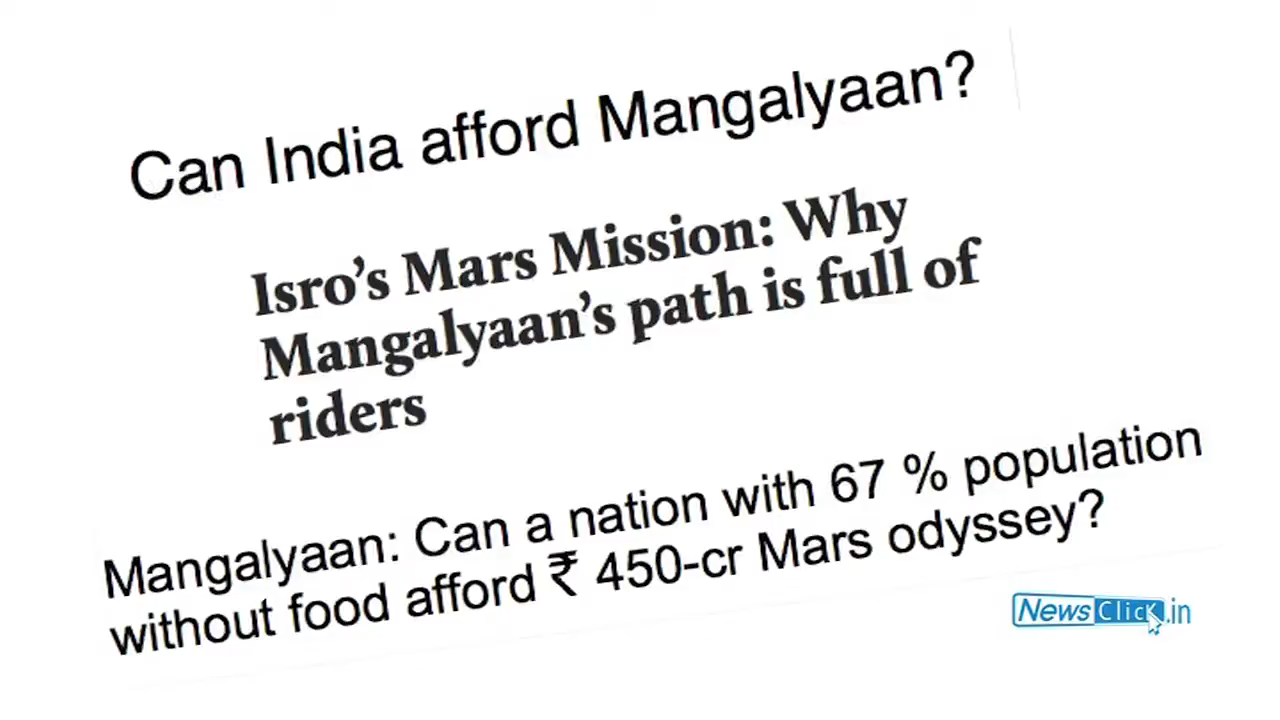 Can India afford Mangalyaan?
Isro's Mars Mission: Why
Mangalyaan's path is full of
riders
Mangalyaan: Can a nation with 67 % population
without food afford ₹ 450-cr Mars odyssey?
NewsClick.in